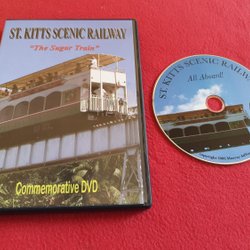 ST. KITTS SCENIC RAILWAY
"The Sugar Train"
Commemorative DVD
ST. KITTS SCENIC RAILWAY
All Aboard!